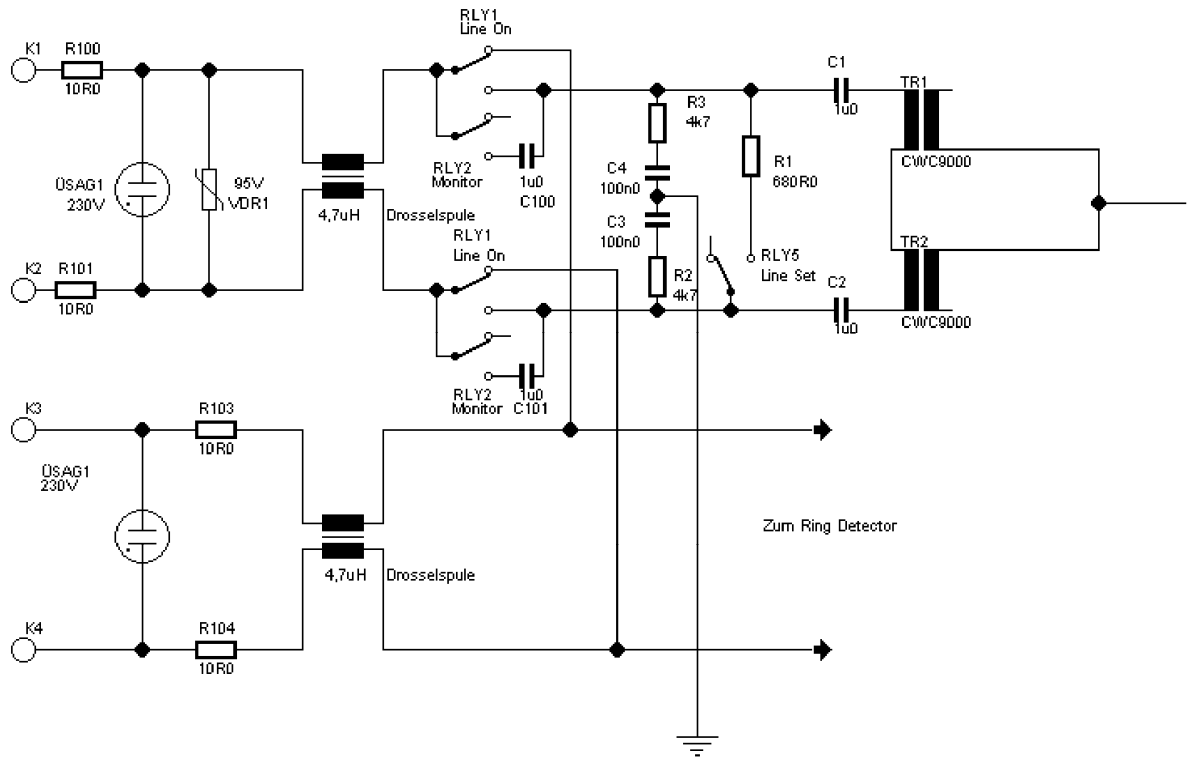 RLY1
Line On
K1
R100
10R0
C1
TR1
1u0
CWC9000
R3
4k7
R1
680R0
C4
100n0
ÜSAG1
230V
95V
VDR1
RLY2
Monitor
1u0
C100
4,7uH
Drosselspule
C3
100n0
RLY1
Line On
K2
R101
10R0
R2
4k7
RLY5
Line Set
TR2
C2
1u0
CWC9000
RLY2
Monitor
1u0
C101
K3
R103
10R0
ÜSAG1
230V
Zum Ring Detector
4,7uH
Drosselspule
K4
R104
10R0